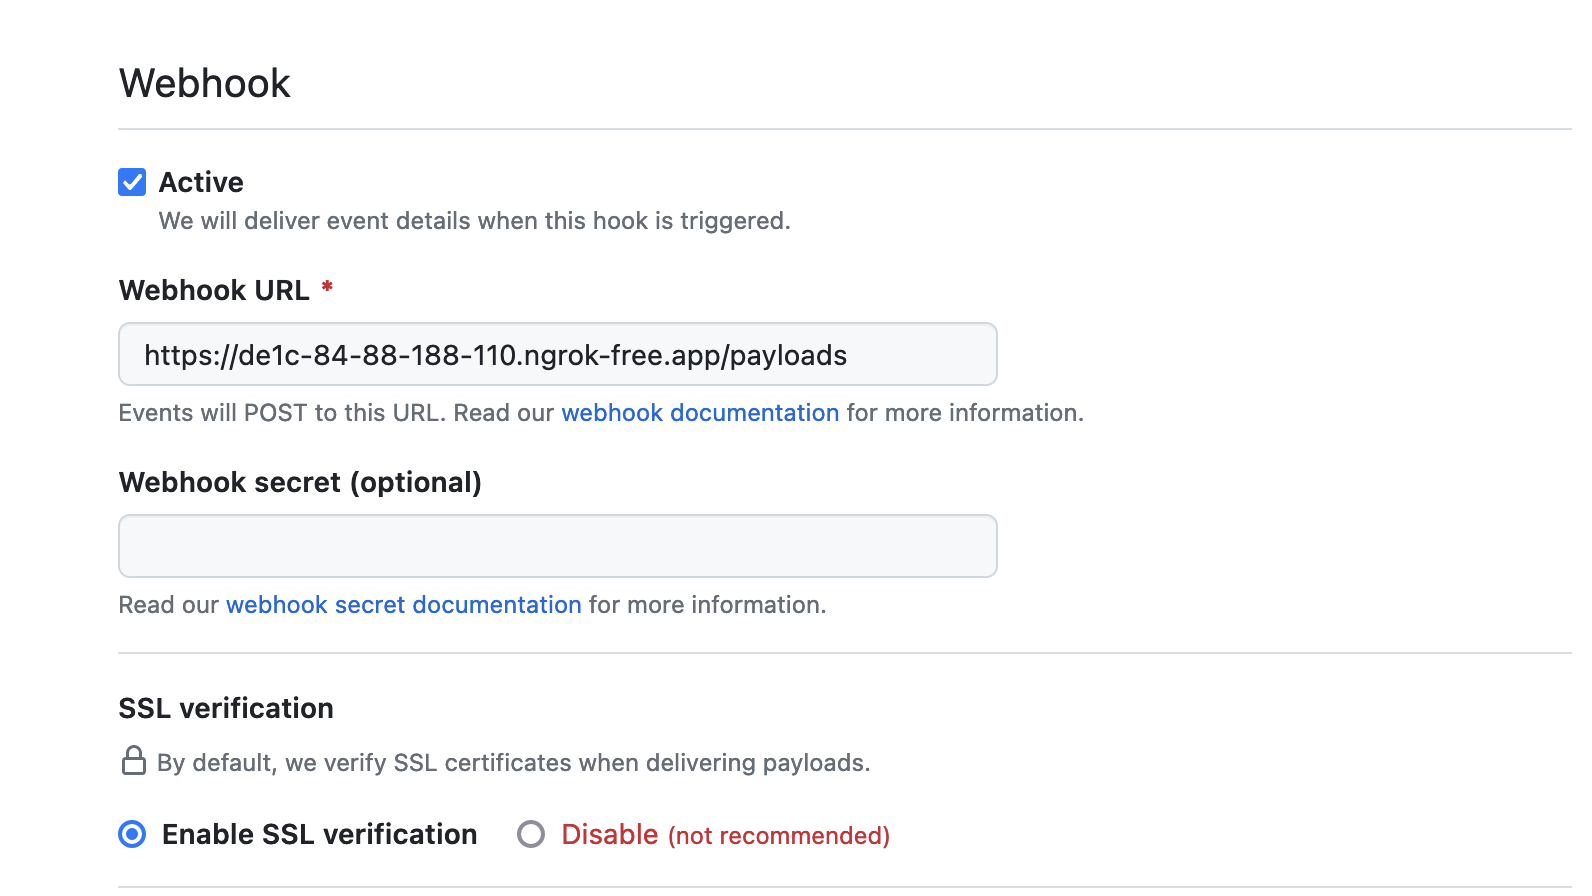 Webhook
Active
We will deliver event details when this hook is triggered.
Webhook URL *
https://de1c-84-88-188-110.ngrok-free.app/payloads
Events will POST to this URL. Read our webhook documentation for more information.
Webhook secret (optional)
Read our webhook secret documentation for more information.
SSL verification
By default, we verify SSL certificates when delivering payloads.
Enable SSL verification Disable (not recommended)